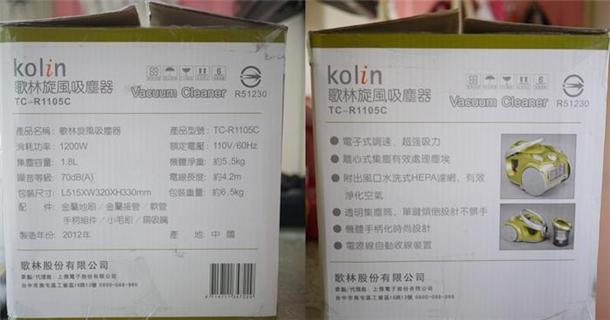 kolin
歌林旋風吸塵器
TC-R1105C
Vacuum Cleaner
R51230
產品名稱：歌林旋風吸塵器 產品型號：TC-R1105C
消耗功率：1200W 電源電壓：110V/60Hz
集塵容量：1.8L 機體淨重：約5.5kg
噪音等級：70dB(A) 電線長度：約4.2m
包裝尺寸：L515XW320XH330mm 包裝重量：約6.5kg
配 件：金屬地刷／金屬接管／軟管
手柄組件／小毛刷／扁吸嘴
製造年份：2012年 產 地：中國
歌林股份有限公司
kolin
歌林旋風吸塵器
TC-R1105C
Vacuum Cleaner
R51230
電子式調速、超強吸力
離心式集塵有效處理塵埃
附出風口水洗式HEPA濾網、有效
淨化空氣
透明集塵筒、單鍵傾倒設計不髒手
機體手柄化時尚設計
電源線自動收線裝置
歌林股份有限公司